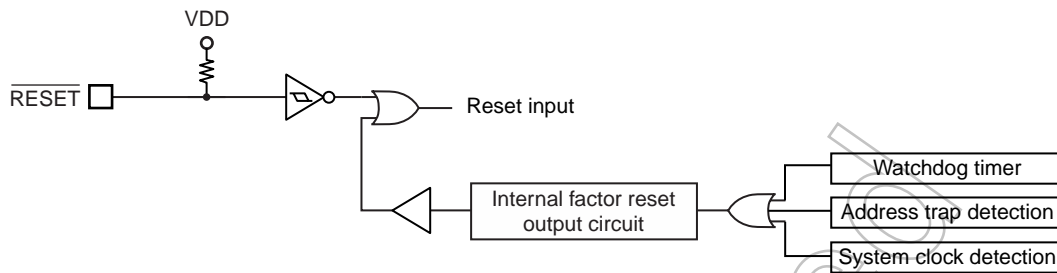 VDD
RESET
Reset input
Watchdog timer
Internal factor reset
output circuit
Address trap detection
System clock detection